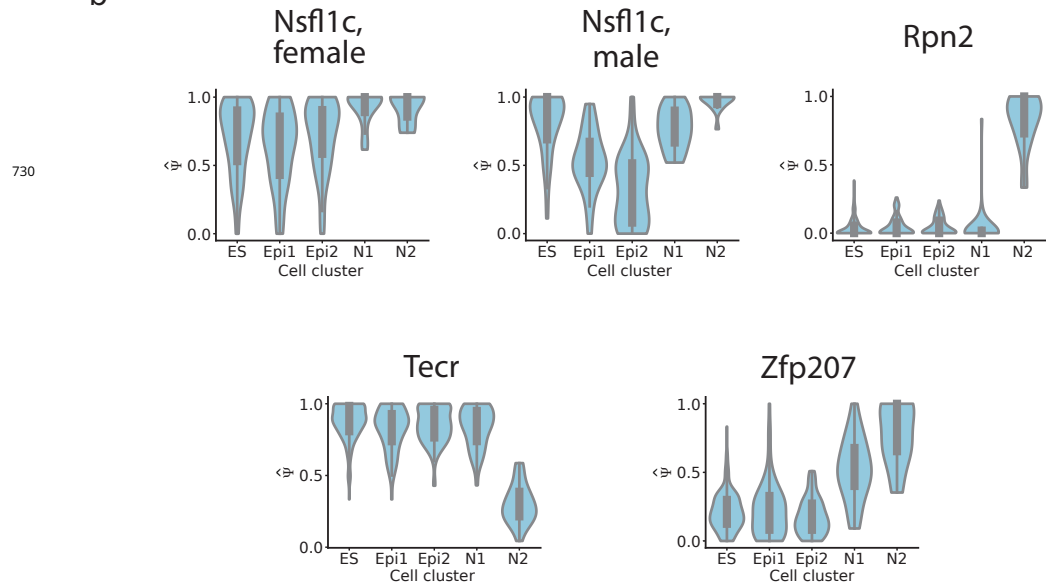 b
Nsfl1c,
female
Nsfl1c,
male
Rpn2
730
1.0
0.5
0.0
Ψ̂
ES Epi1 Epi2 N1 N2
Cell cluster
1.0
0.5
0.0
Ψ̂
ES Epi1 Epi2 N1 N2
Cell cluster
1.0
0.5
0.0
Ψ̂
ES Epi1 Epi2 N1 N2
Cell cluster
Tecr
Zfp207
1.0
0.5
0.0
Ψ̂
ES Epi1 Epi2 N1 N2
Cell cluster
1.0
0.5
0.0
Ψ̂
ES Epi1 Epi2 N1 N2
Cell cluster